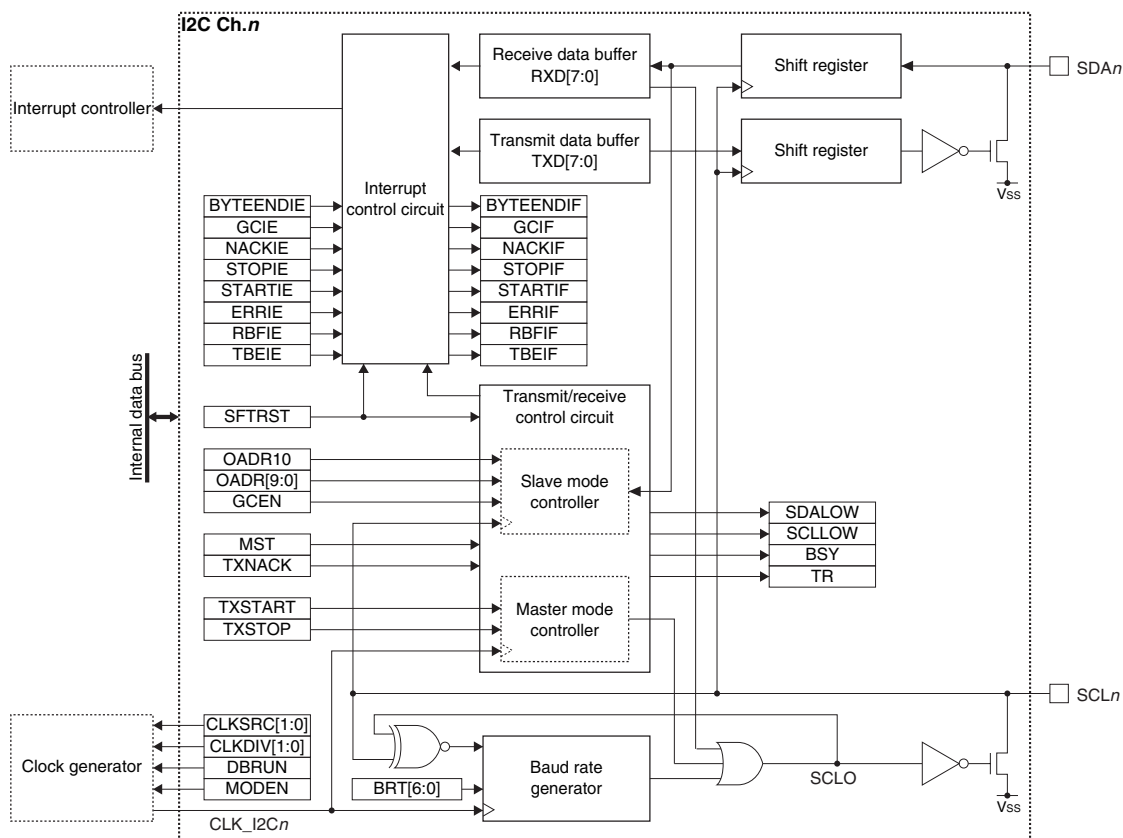 I2C Ch.n
Receive data buffer
RXD[7:0]
Shift register
SDAn
Interrupt controller
Transmit data buffer
TXD[7:0]
Shift register
VSS
Interrupt
control circuit
BYTEENDIE
GCIE
NACKIE
STOPIE
STARTIE
ERRIE
RBFIE
TBEIE
BYTEENDIF
GCIF
NACKIF
STOPIF
STARTIF
ERRIF
RBFIF
TBEIF
Internal data bus
SFTRST
Transmit/receive
control circuit
OADR10
OADR[9:0]
GCEN
Slave mode
controller
MST
TXNACK
SDALOW
SCLLOW
BSY
TR
TXSTART
TXSTOP
Master mode
controller
SCLn
Clock generator
CLKSRC[1:0]
CLKDIV[1:0]
DBRUN
MODEN
BRT[6:0]
Baud rate
generator
SCLO
VSS
CLK_I2Cn